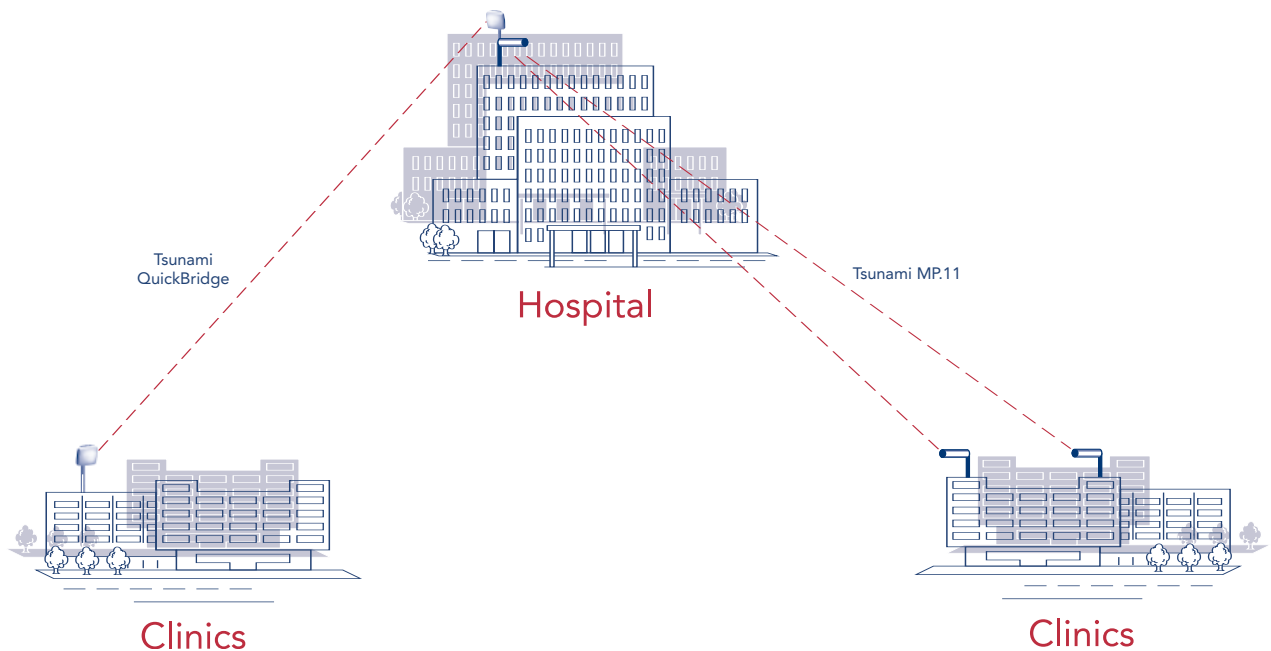 Tsunami
QuickBridge
Tsunami MP.11
Hospital
Clinics
Clinics